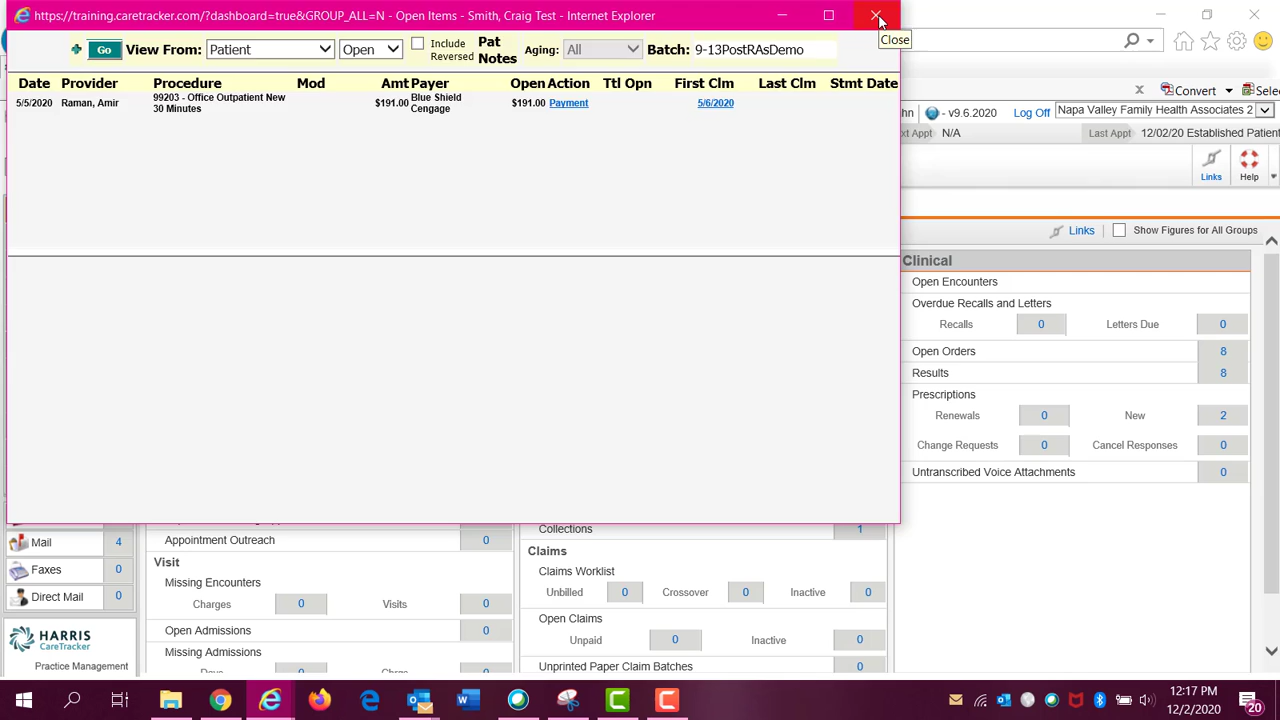 https://training.caretracker.com/?dashboard=true&GROUP_ALL=N - Open Items - Smith, Craig Test - Internet Explorer
Close
Go View From: Patient Open Include Reversed Pat Notes Aging: All Batch: 9-13PostRAsDemo
Date Provider Procedure Mod Amt Payer Open Action Ttl Opn First Clm Last Clm Stmt Date
5/5/2020 Raman, Amir 99203 - Office Outpatient New 30 Minutes $191.00 Blue Shield Cengage $191.00 Payment 5/6/2020
Convert
- v9.6.2020 Log Off Napa Valley Family Health Associates 2
N/A Last Appt 12/02/20 Established Patient
Links Help
Links Show Figures for All Groups
Clinical
Open Encounters
Overdue Recalls and Letters
Recalls 0 Letters Due 0
Open Orders 8
Results 8
Prescriptions
Renewals 0 New 2
Change Requests 0 Cancel Responses 0
Untranscribed Voice Attachments 0
Mail 4
Faxes 0
Direct Mail 0
HARRIS
CareTracker
Practice Management
Appointment Outreach 0
Visit
Missing Encounters
Charges 0 Visits 0
Open Admissions 0
Missing Admissions
Collections 1
Claims
Claims Worklist
Unbilled 0 Crossover 0 Inactive 0
Open Claims
Unpaid 0 Inactive 0
Unprinted Paper Claim Batches 0
12:17 PM
12/2/2020
20